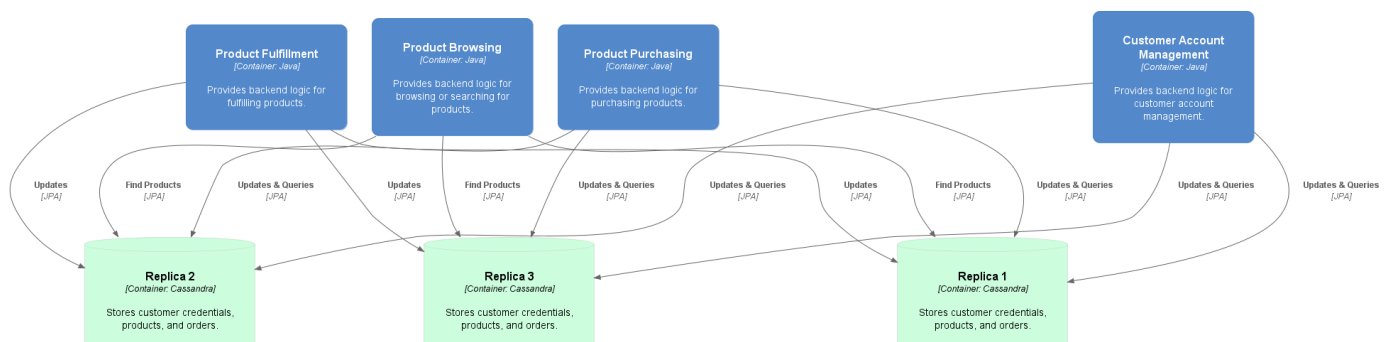 Product Fulfillment
[Container: Java]
Provides backend logic for
fulfilling products.
Product Browsing
[Container: Java]
Provides backend logic for
browsing or searching for
products.
Product Purchasing
[Container: Java]
Provides backend logic for
purchasing products.
Customer Account
Management
[Container: Java]
Provides backend logic for
customer account
management.
Updates
[JPA]
Find Products
[JPA]
Updates & Queries
[JPA]
Updates
[JPA]
Find Products
[JPA]
Updates & Queries
[JPA]
Updates & Queries
[JPA]
Updates
[JPA]
Find Products
[JPA]
Updates & Queries
[JPA]
Updates & Queries
[JPA]
Updates & Queries
[JPA]
Replica 2
[Container: Cassandra]
Stores customer credentials,
products, and orders.
Replica 3
[Container: Cassandra]
Stores customer credentials,
products, and orders.
Replica 1
[Container: Cassandra]
Stores customer credentials,
products, and orders.